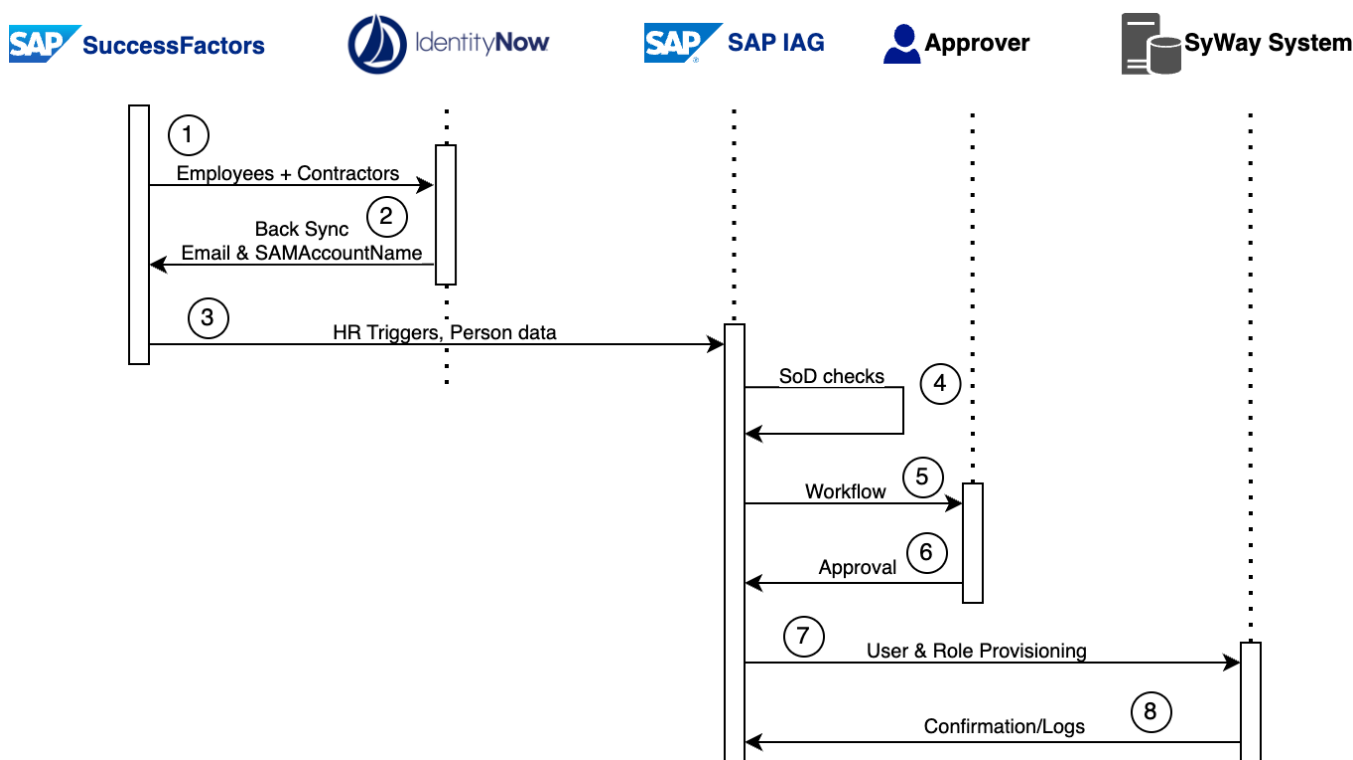 SAP SuccessFactors
IdentityNow
SAP SAP IAG
Approver
SyWay System
1
Employees + Contractors
2
Back Sync
Email & SAMAccountName
3
HR Triggers, Person data
SoD checks
4
Workflow
5
Approval
6
7
User & Role Provisioning
Confirmation/Logs
8